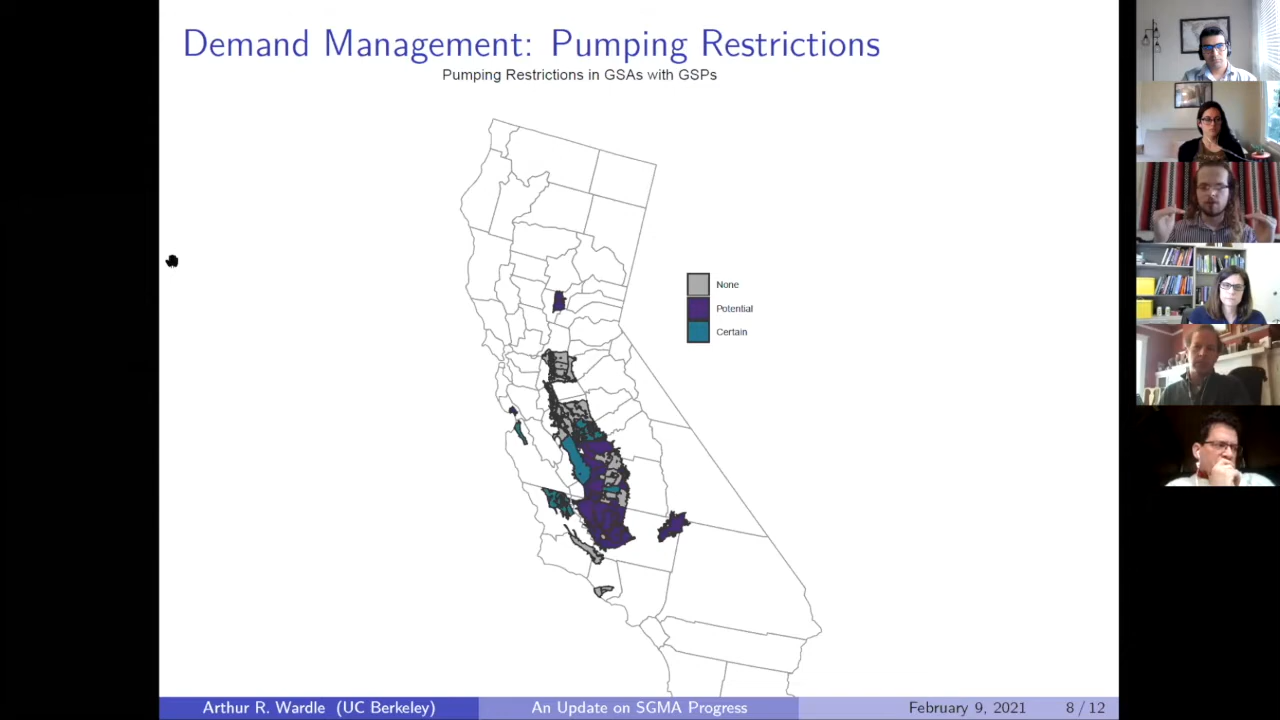 Demand Management: Pumping Restrictions
Pumping Restrictions in GSAs with GSPs
None
Potential
Certain
Arthur R. Wardle (UC Berkeley)
An Update on SGMA Progress
February 9, 2021
8 / 12